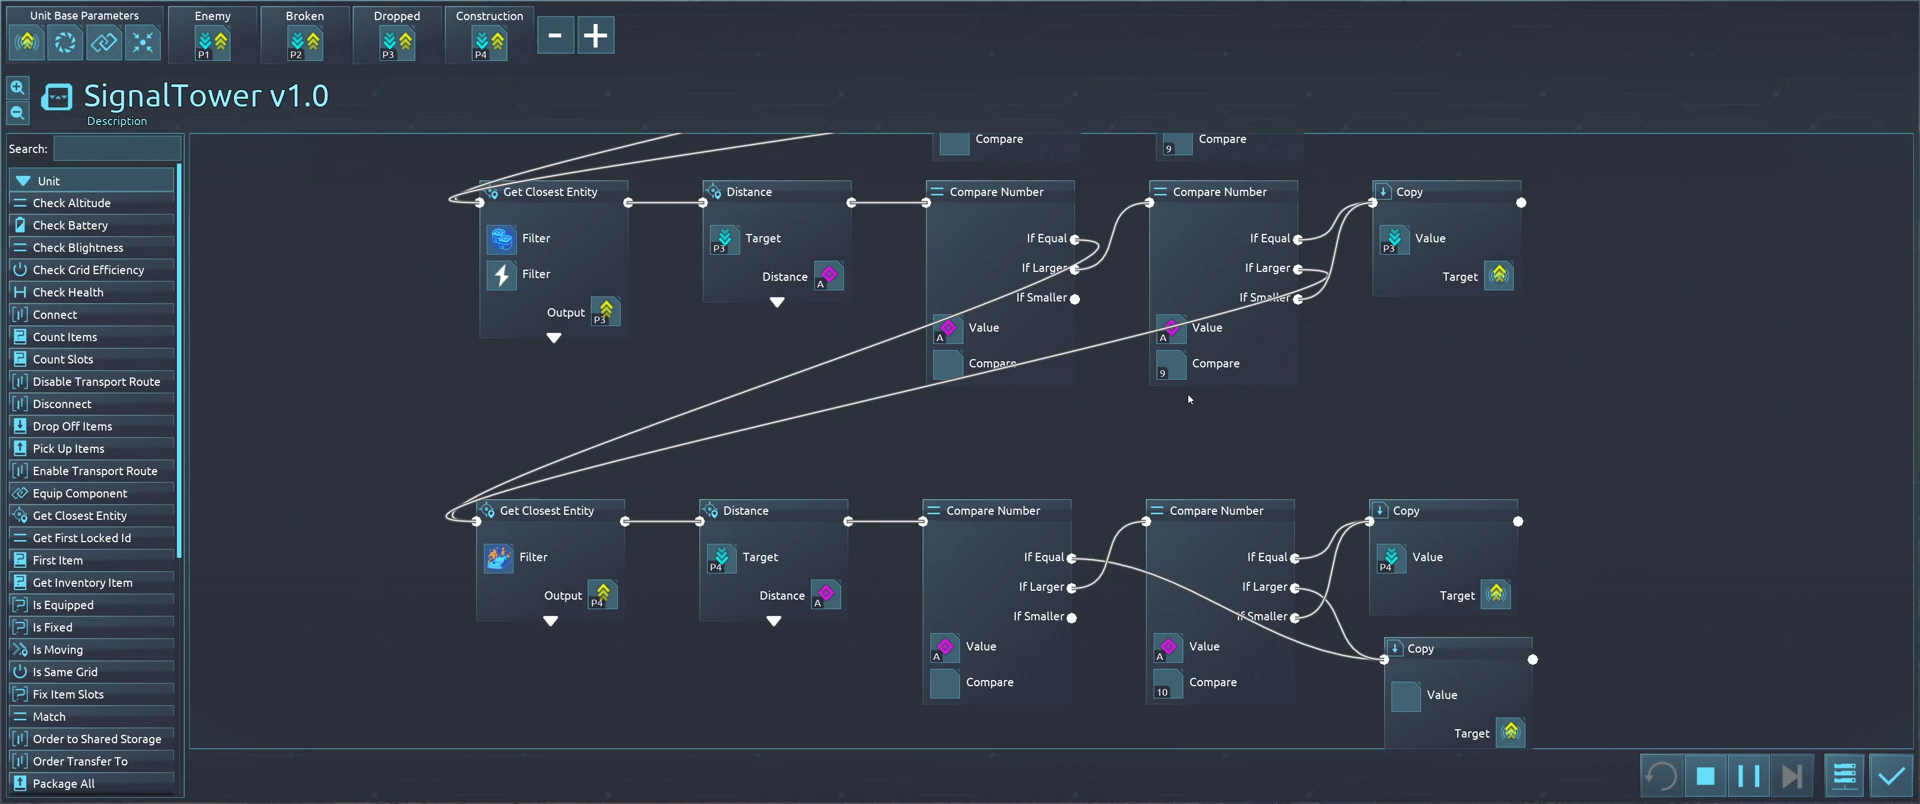 Unit Base Parameters
Enemy
P1
Broken
P2
Dropped
P3
Construction
P4
- +
SignalTower v1.0
Description
Search:
Unit
Check Altitude
Check Battery
Check Blightness
Check Grid Efficiency
Check Health
Connect
Count Items
Count Slots
Disable Transport Route
Disconnect
Drop Off Items
Pick Up Items
Enable Transport Route
Equip Component
Get Closest Entity
Get First Locked Id
First Item
Get Inventory Item
Is Equipped
Is Fixed
Is Moving
Is Same Grid
Fix Item Slots
Match
Order to Shared Storage
Order Transfer To
Package All
Compare
9 Compare
Get Closest Entity
Filter
Filter
Output P3
Distance
P3 Target
Distance A
Compare Number
If Equal
If Larger
If Smaller
A Value
Compare
Compare Number
If Equal
If Larger
If Smaller
A Value
9 Compare
Copy
P3 Value
Target
Get Closest Entity
Filter
Output P4
Distance
P4 Target
Distance A
Compare Number
If Equal
If Larger
If Smaller
A Value
Compare
Compare Number
If Equal
If Larger
If Smaller
A Value
10 Compare
Copy
P4 Value
Target
Copy
Value
Target